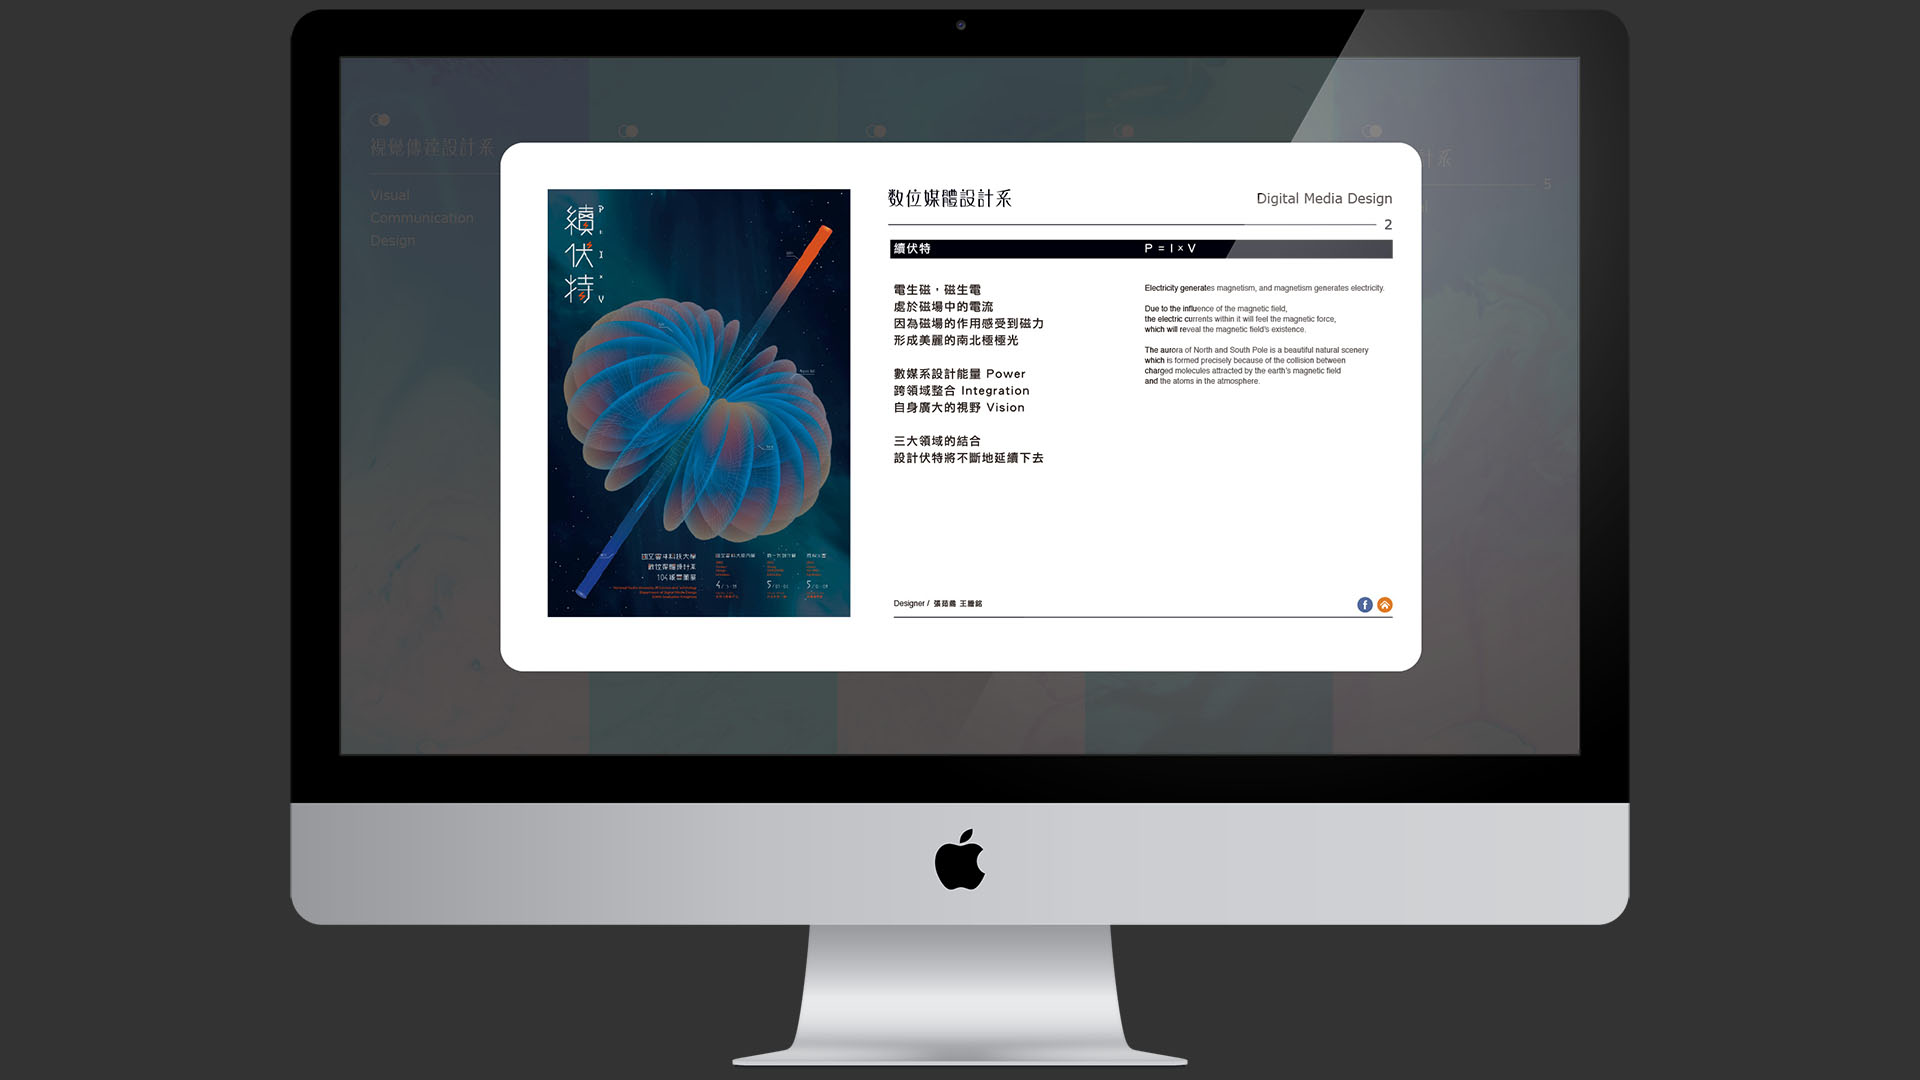 視覺傳達設計系
Visual
Communication
Design
計系
5
續伏特
P = I × V
数位媒體設計系
Digital Media Design
2
續伏特
P = I × V
電生磁，磁生電
處於磁場中的電流
因為磁場的作用感受到磁力
形成美麗的南北極極光
數媒系設計能量 Power
跨領域整合 Integration
自身廣大的視野 Vision
三大領域的結合
設計伏特將不斷地延續下去
Electricity generates magnetism, and magnetism generates electricity.
Due to the influence of the magnetic field,
the electric currents within it will feel the magnetic force,
which will reveal the magnetic field's existence.
The aurora of North and South Pole is a beautiful natural scenery
which is formed precisely because of the collision between
charged molecules attracted by the earth's magnetic field
and the atoms in the atmosphere.
國立雲林科技大學
數位媒體設計系
104級畢業展
Designer /
f